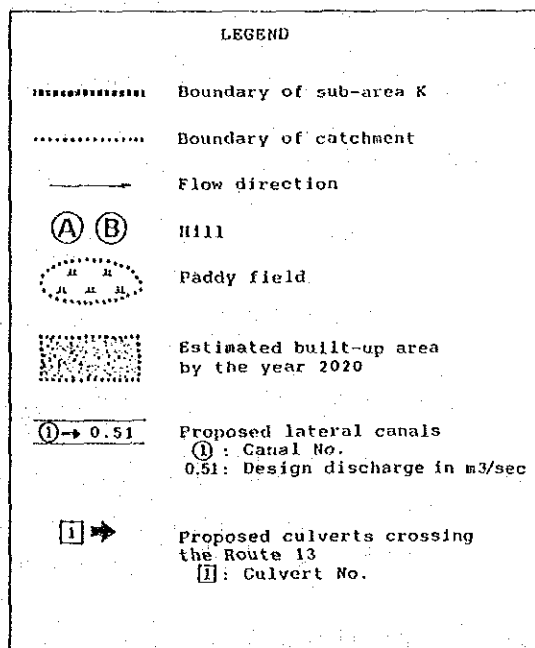 LEGEND
Boundary of sub-area K
Boundary of catchment
Flow direction
Ⓐ Ⓑ Hill
Paddy field
Estimated built-up area
by the year 2020
①→ 0.51 Proposed lateral canals
① : Canal No.
0.51: Design discharge in m3/sec
1 ➡ Proposed culverts crossing
the Route 13
1 : Culvert No.